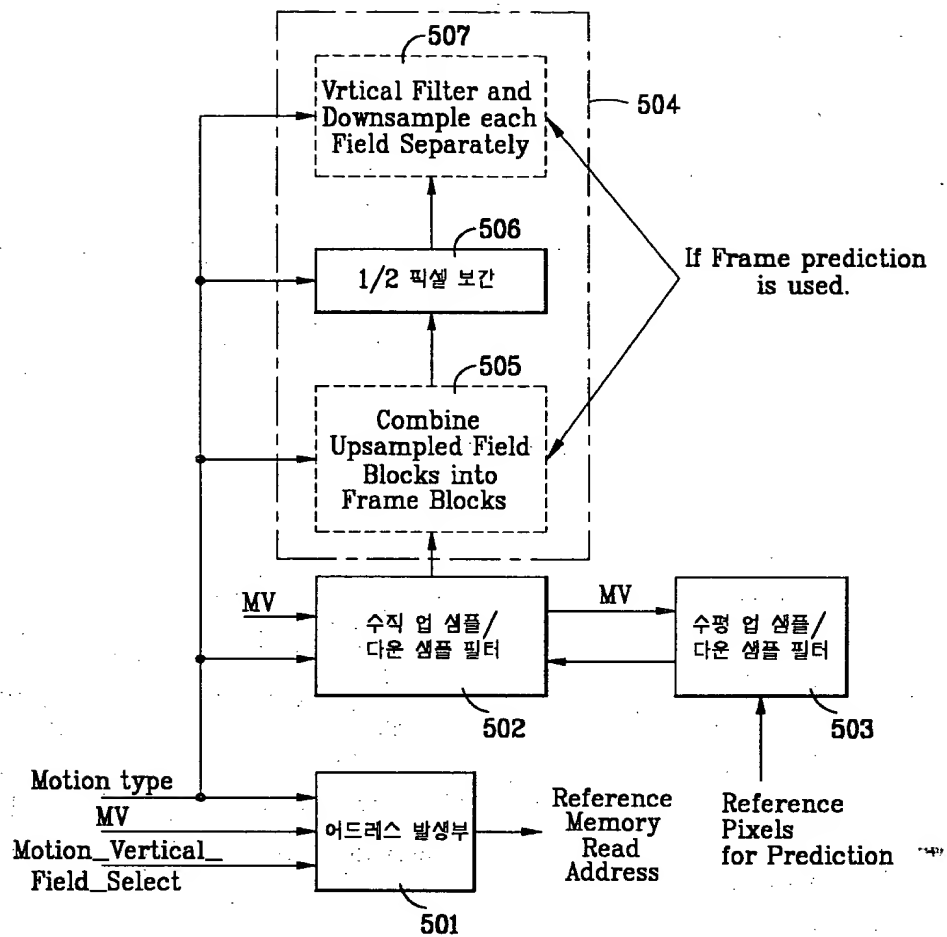 507
Vrtical Filter and
Downsample each
Field Separately
504
506
1/2 픽셀 보간
If Frame prediction
is used.
505
Combine
Upsampled Field
Blocks into
Frame Blocks
MV
수직 업 샘플/
다운 샘플 필터
502
MV
수평 업 샘플/
다운 샘플 필터
503
Motion type
MV
Motion_Vertical_
Field_Select
어드레스 발생부
501
Reference
Memory
Read
Address
Reference
Pixels
for Prediction